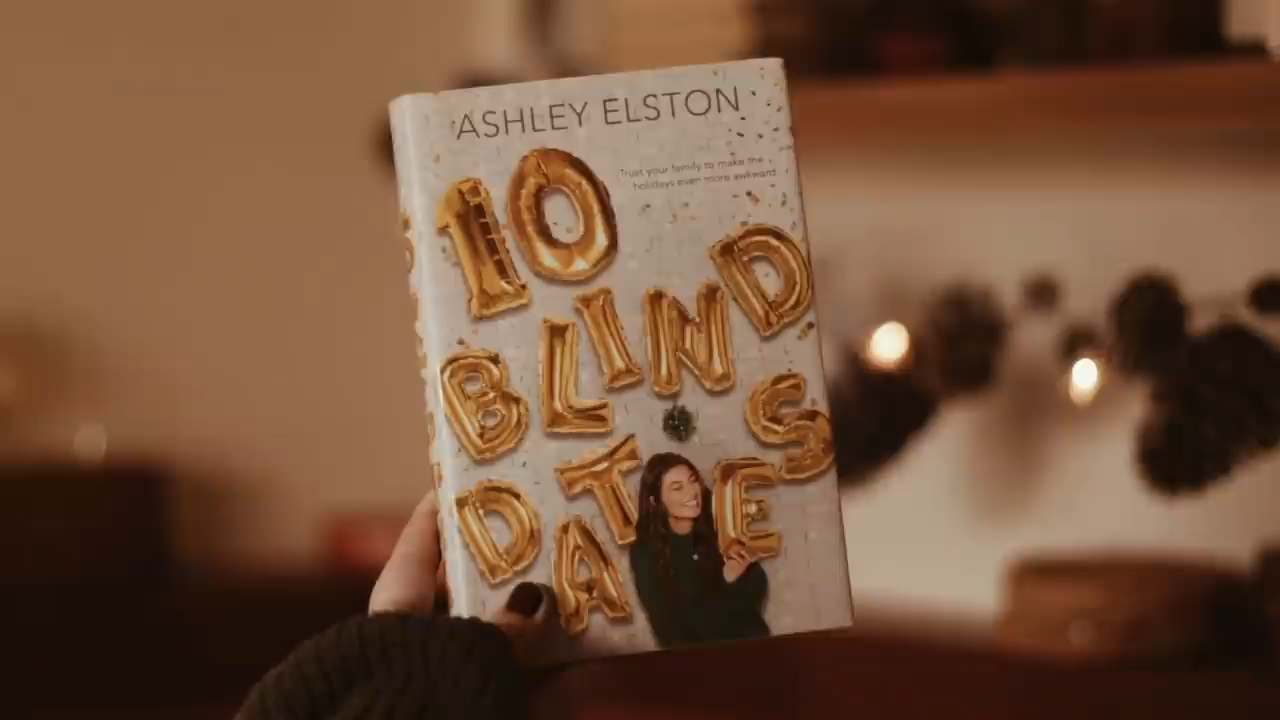 ASHLEY ELSTON
Trust your family to make the
holidays even more awkward
10
BLIND
DATES